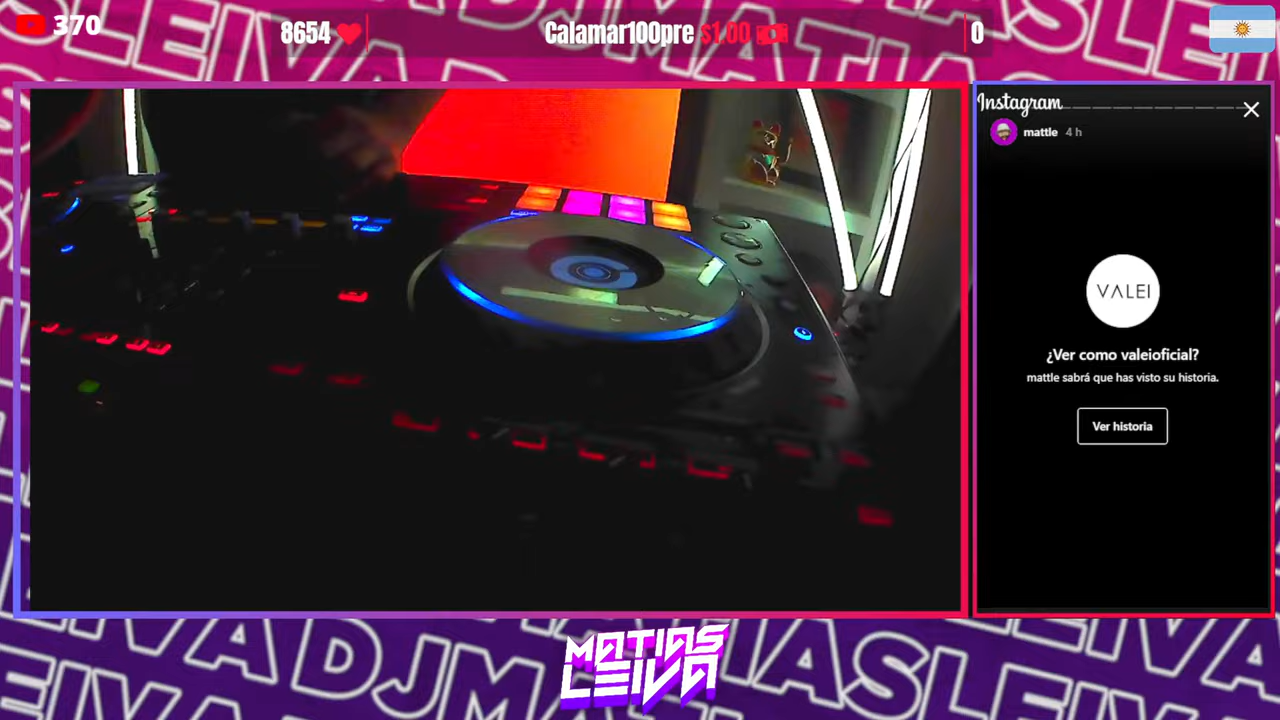 370
8654
Calamar100pre $1.00
0
Instagram
mattle 4 h
VALEI
¿Ver como valeioficial?
mattle sabrá que has visto su historia.
Ver historia
MATIAS
LEIVA